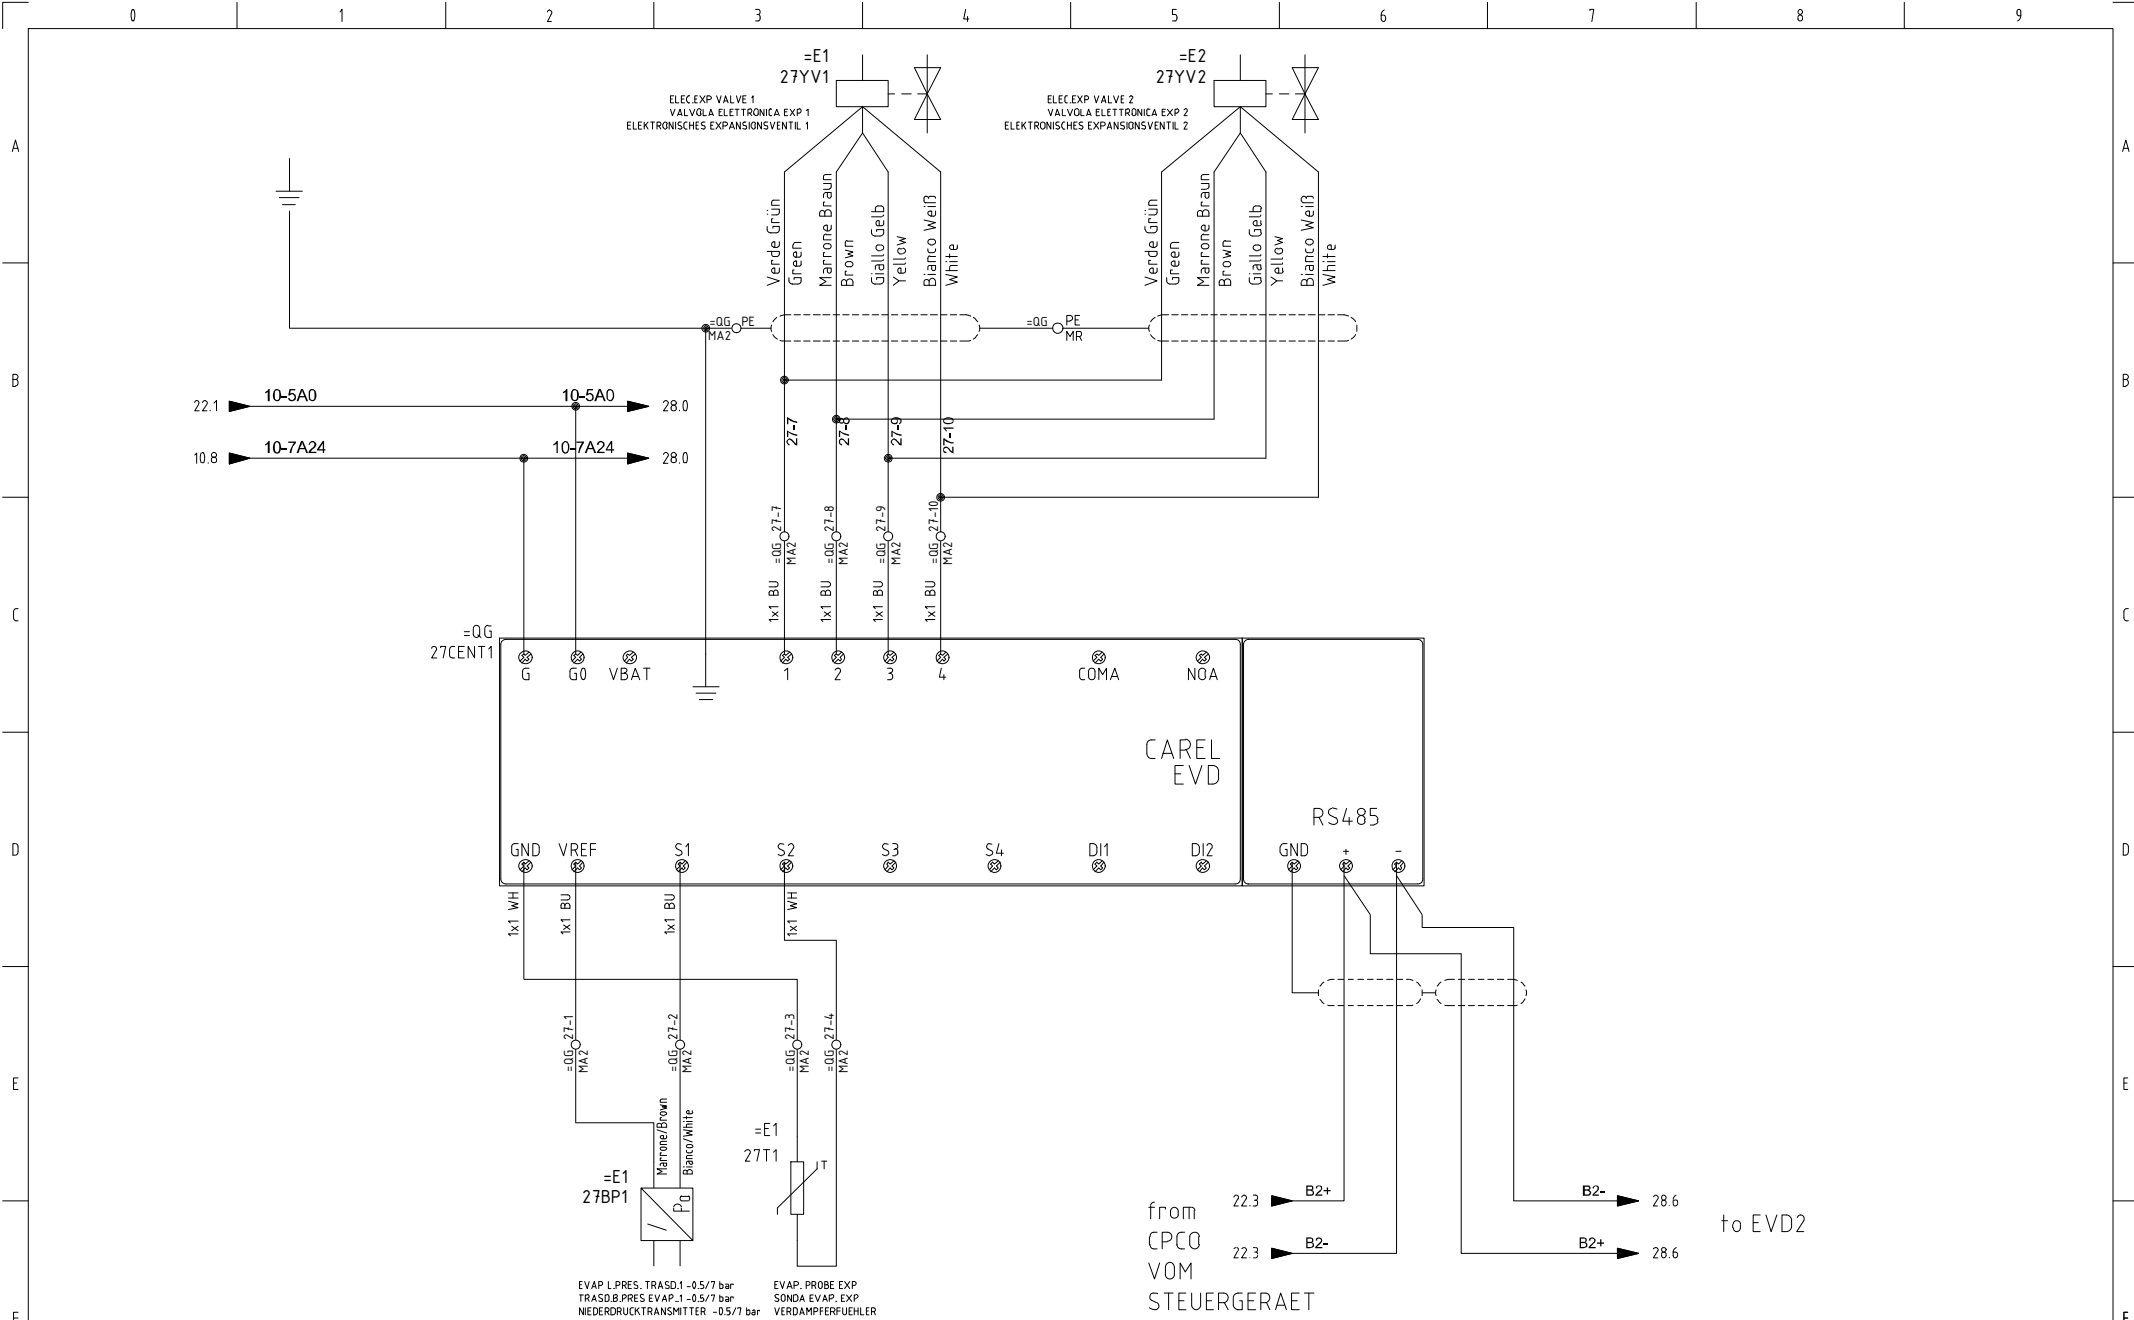 0 1 2 3 4 5 6 7 8 9
=E1
27YV1
ELEC.EXP VALVE 1
VALVOLA ELETTRONICA EXP 1
ELEKTRONISCHES EXPANSIONSVENTIL 1
=E2
27YV2
ELEC.EXP VALVE 2
VALVOLA ELETTRONICA EXP 2
ELEKTRONISCHES EXPANSIONSVENTIL 2
A A
Verde Grün
Green
Marrone Braun
Brown
Giallo Gelb
Yellow
Bianco Weiß
White
Verde Grün
Green
Marrone Braun
Brown
Giallo Gelb
Yellow
Bianco Weiß
White
=QG PE
MA2
=QG PE
MR
B B
22.1 10-5A0 10-5A0 28.0
10.8 10-7A24 10-7A24 28.0
27-7
27-8
27-9
27-10
=QG 27-7
MA2
=QG 27-8
MA2
=QG 27-9
MA2
=QG 27-10
MA2
1x1 BU
1x1 BU
1x1 BU
1x1 BU
C C
=QG
27CENT1
G G0 VBAT 1 2 3 4 COMA NOA
CAREL
EVD
RS485
D D
GND VREF S1 S2 S3 S4 DI1 DI2 GND + -
1x1 WH
1x1 BU
1x1 BU
1x1 WH
=QG 27-1
MA2
=QG 27-2
MA2
=QG 27-3
MA2
=QG 27-4
MA2
E E
Marrone/Brown
Bianco/White
=E1
27T1
T
=E1
27BP1
Pa
/
from
CPCO
VOM
STEUERGERAET
22.3 B2+
22.3 B2-
B2- 28.6
B2+ 28.6
to EVD2
EVAP L.PRES. TRASD.1 -0.5/7 bar
TRASD.B.PRES EVAP.1 -0.5/7 bar
NIEDERDRUCKTRANSMITTER -0.5/7 bar
EVAP. PROBE EXP
SONDA EVAP. EXP
VERDAMPFERFUEHLER
F F